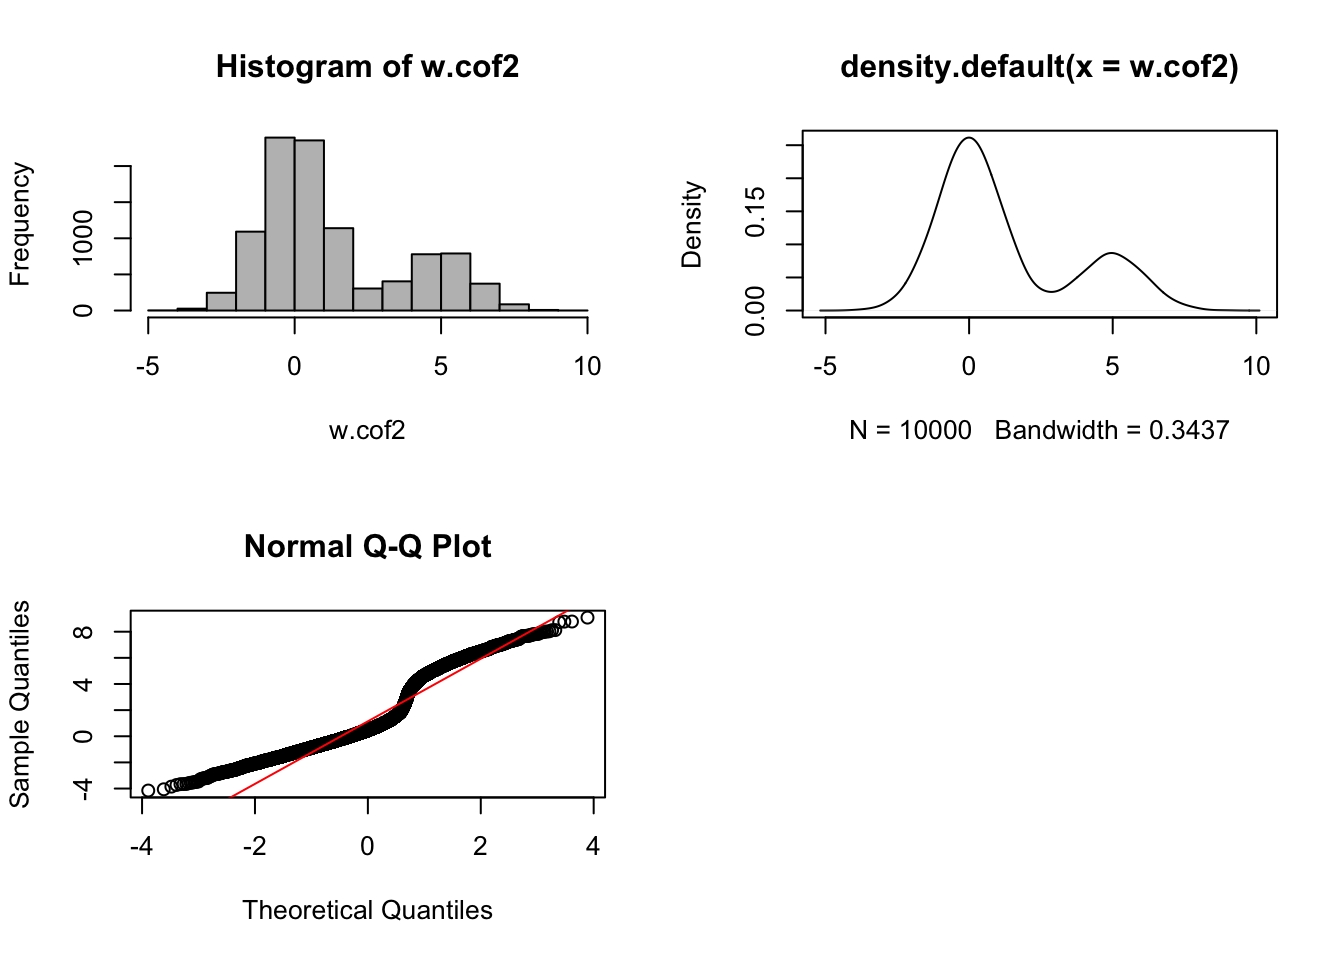 Histogram of w.cof2
Frequency
1000
0
-5 0 5 10
w.cof2
density.default(x = w.cof2)
Density
0.15
0.00
-5 0 5 10
N = 10000 Bandwidth = 0.3437
Normal Q-Q Plot
Sample Quantiles
8
4
0
-4
-4 -2 0 2 4
Theoretical Quantiles